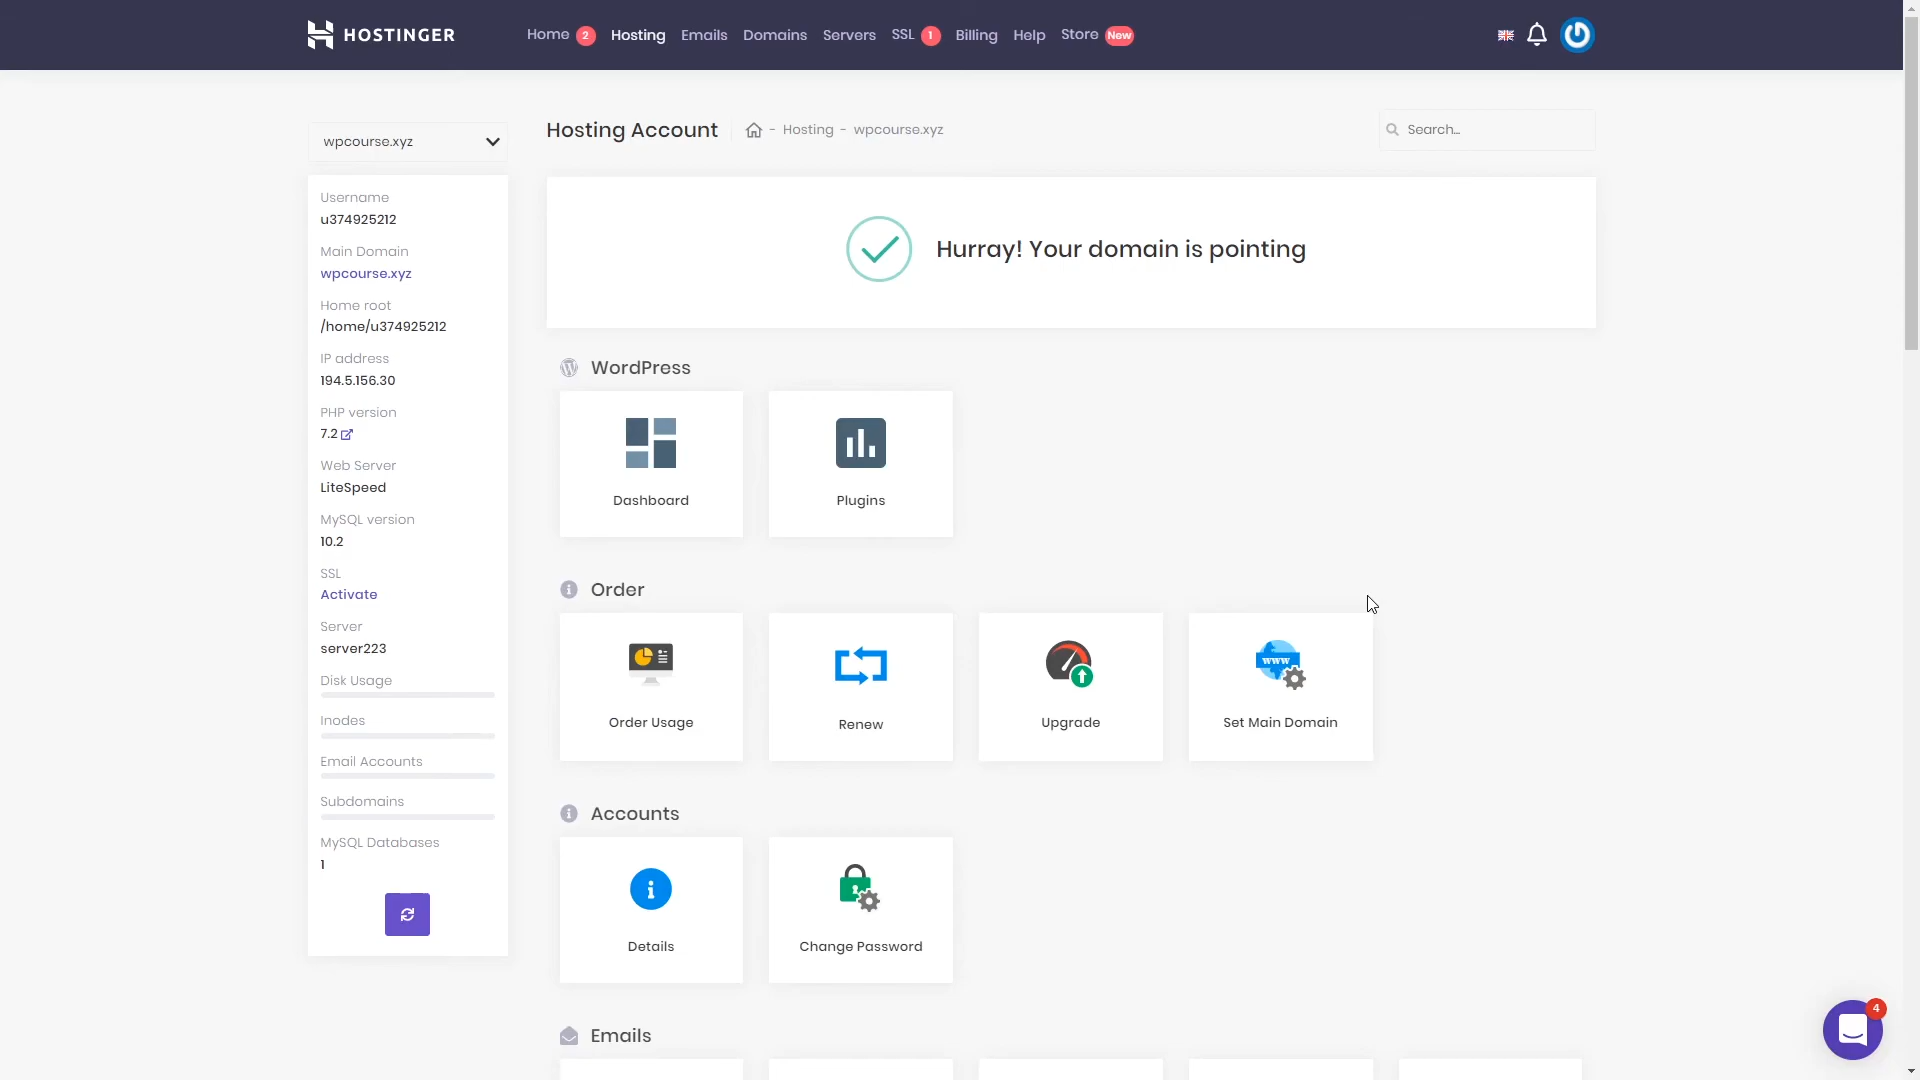 HOSTINGER
Home 2 Hosting Emails Domains Servers SSL 1 Billing Help Store New
wpcourse.xyz
Hosting Account - Hosting - wpcourse.xyz
Search...
Username
u374925212
Main Domain
wpcourse.xyz
Home root
/home/u374925212
IP address
194.5.156.30
PHP version
7.2
Web Server
LiteSpeed
MySQL version
10.2
SSL
Activate
Server
server223
Disk Usage
Inodes
Email Accounts
Subdomains
MySQL Databases
1
Hurray! Your domain is pointing
WordPress
Dashboard
Plugins
Order
Order Usage
Renew
Upgrade
www
Set Main Domain
Accounts
Details
Change Password
Emails
4